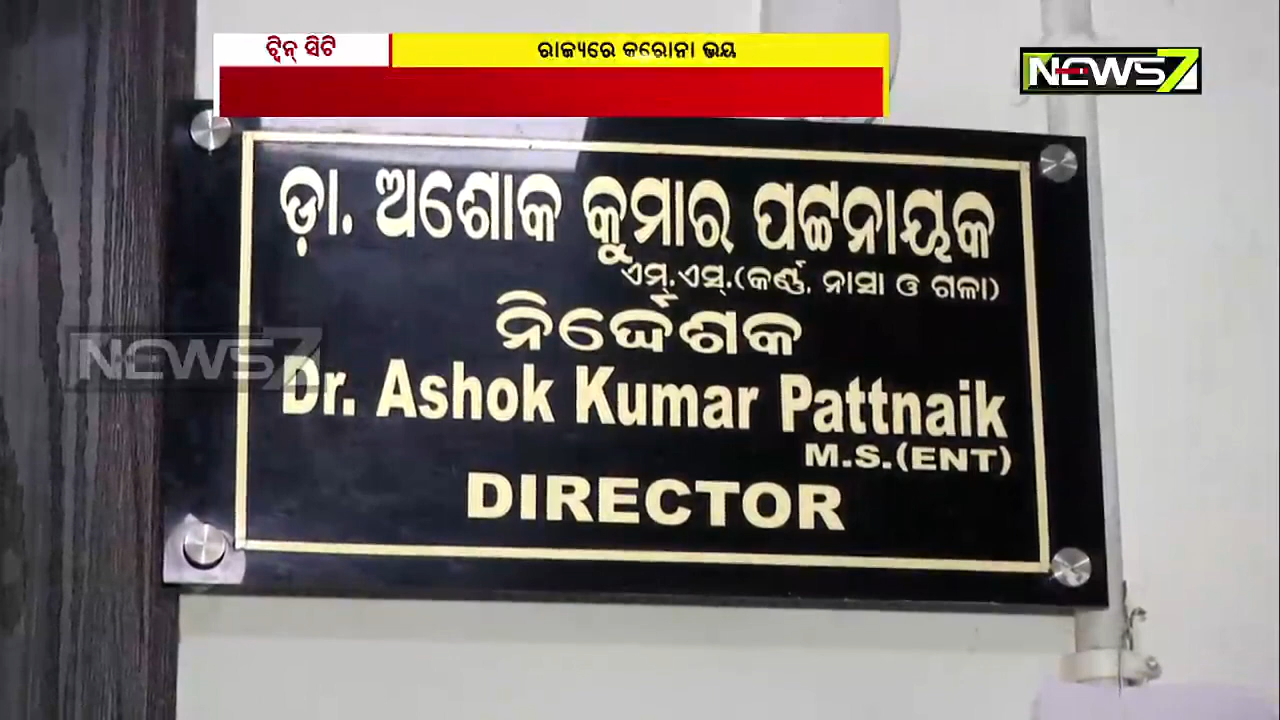 ଟ୍ୱିନ୍ ସିଟି
ରାଜ୍ୟରେ କରୋନା ଭୟ
NEWS7
ଡ଼ା. ଅଶୋକ କୁମାର ପଟ୍ଟନାୟକ
ଏମ୍.ଏସ୍.(କର୍ଣ୍ଣ, ନାସା ଓ ଗଳା)
ନିର୍ଦ୍ଦେଶକ
NEWS7
Dr. Ashok Kumar Pattnaik
M.S.(ENT)
DIRECTOR